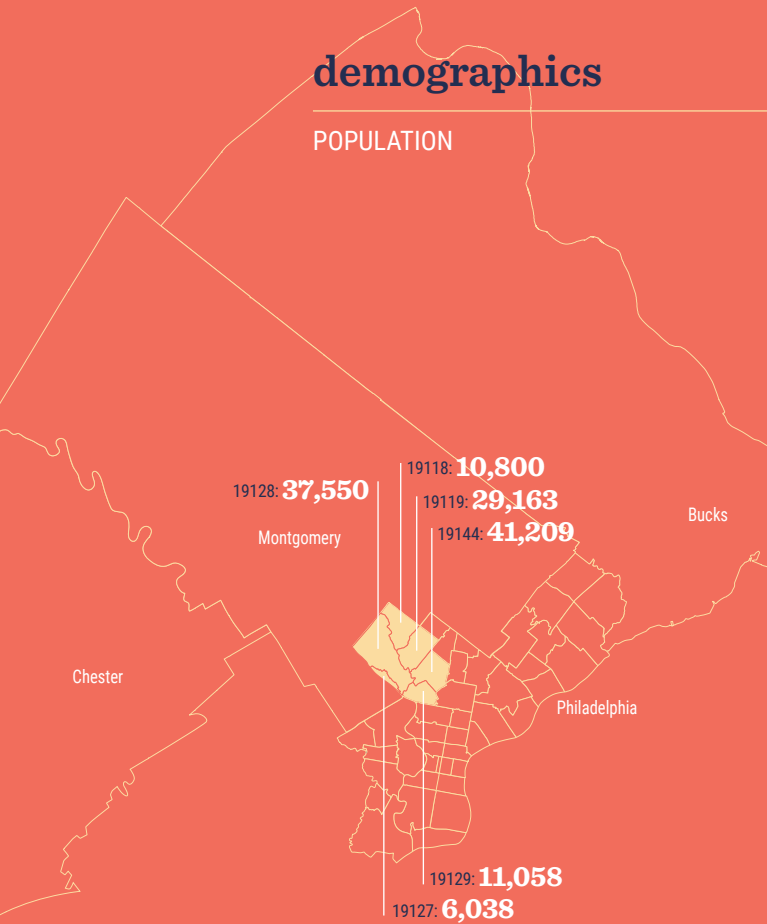 demographics
POPULATION
19118: 10,800
19128: 37,550
19119: 29,163
19144: 41,209
Bucks
Montgomery
Chester
Philadelphia
19129: 11,058
19127: 6,038